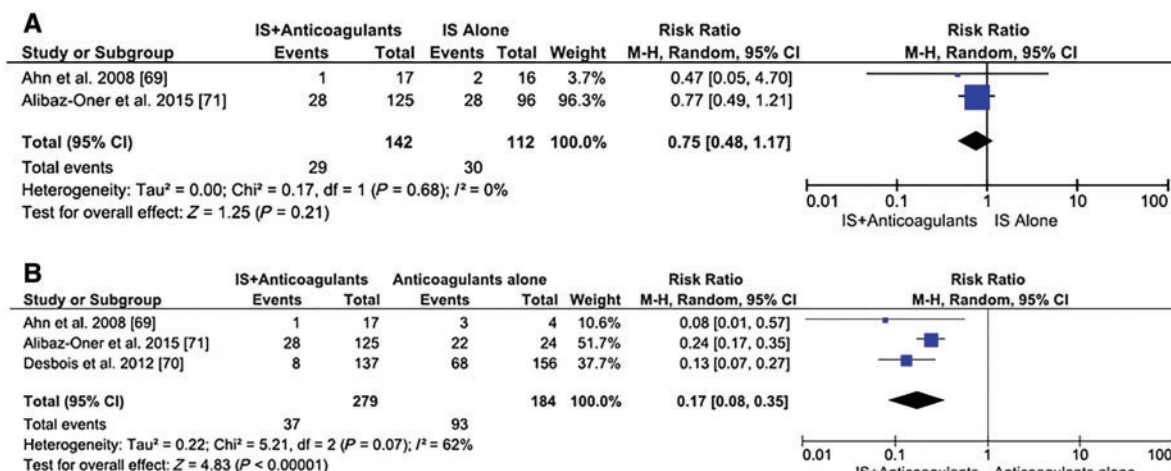 A
IS+Anticoagulants IS Alone Risk Ratio Risk Ratio
Study or Subgroup Events Total Events Total Weight M-H, Random, 95% CI M-H, Random, 95% CI
Ahn et al. 2008 [69] 1 17 2 16 3.7% 0.47 [0.05, 4.70]
Alibaz-Oner et al. 2015 [71] 28 125 28 96 96.3% 0.77 [0.49, 1.21]
Total (95% CI) 142 112 100.0% 0.75 [0.48, 1.17]
Total events 29 30
Heterogeneity: Tau² = 0.00; Chi² = 0.17, df = 1 (P = 0.68); I² = 0%
Test for overall effect: Z = 1.25 (P = 0.21)
0.01 0.1 1 10 100
IS+Anticoagulants IS Alone
B
IS+Anticoagulants Anticoagulants alone Risk Ratio Risk Ratio
Study or Subgroup Events Total Events Total Weight M-H, Random, 95% CI M-H, Random, 95% CI
Ahn et al. 2008 [69] 1 17 3 4 10.6% 0.08 [0.01, 0.57]
Alibaz-Oner et al. 2015 [71] 28 125 22 24 51.7% 0.24 [0.17, 0.35]
Desbois et al. 2012 [70] 8 137 68 156 37.7% 0.13 [0.07, 0.27]
Total (95% CI) 279 184 100.0% 0.17 [0.08, 0.35]
Total events 37 93
Heterogeneity: Tau² = 0.22; Chi² = 5.21, df = 2 (P = 0.07); I² = 62%
Test for overall effect: Z = 4.83 (P < 0.00001)
0.01 0.1 1 10 100
IS+Anticoagulants Anticoagulants alone